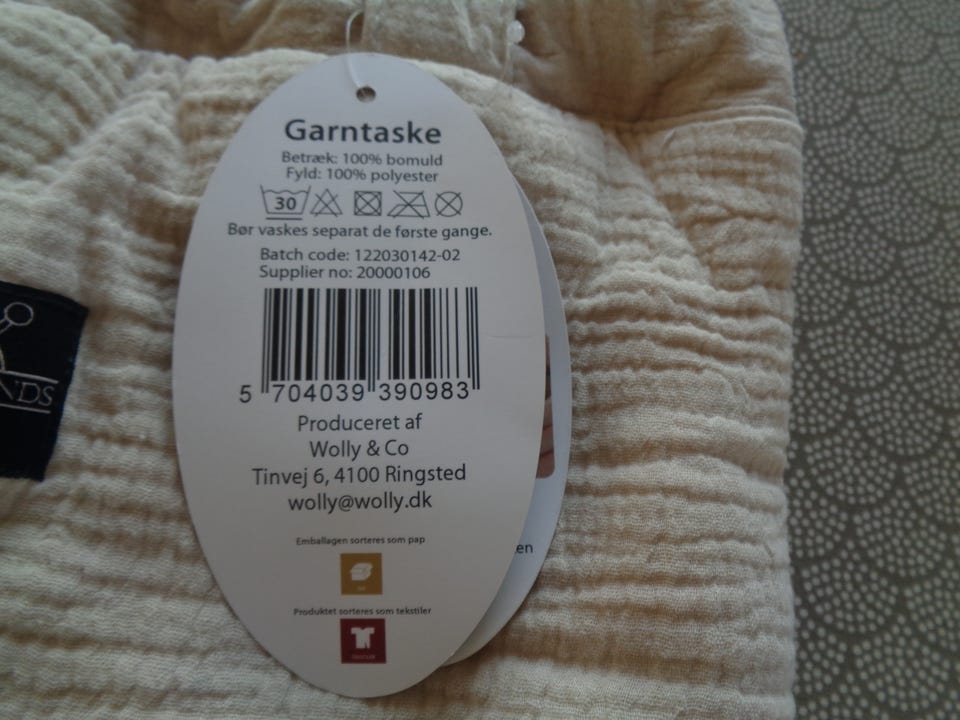 Garntaske
Betræk: 100% bomuld
Fyld: 100% polyester
30
Bør vaskes separat de første gange.
Batch code: 122030142-02
Supplier no: 20000106
5 704039 390983
Produceret af
Wolly & Co
Tinvej 6, 4100 Ringsted
wolly@wolly.dk
Emballagen sorteres som pap
Produktet sorteres som tekstiler
NDS
en